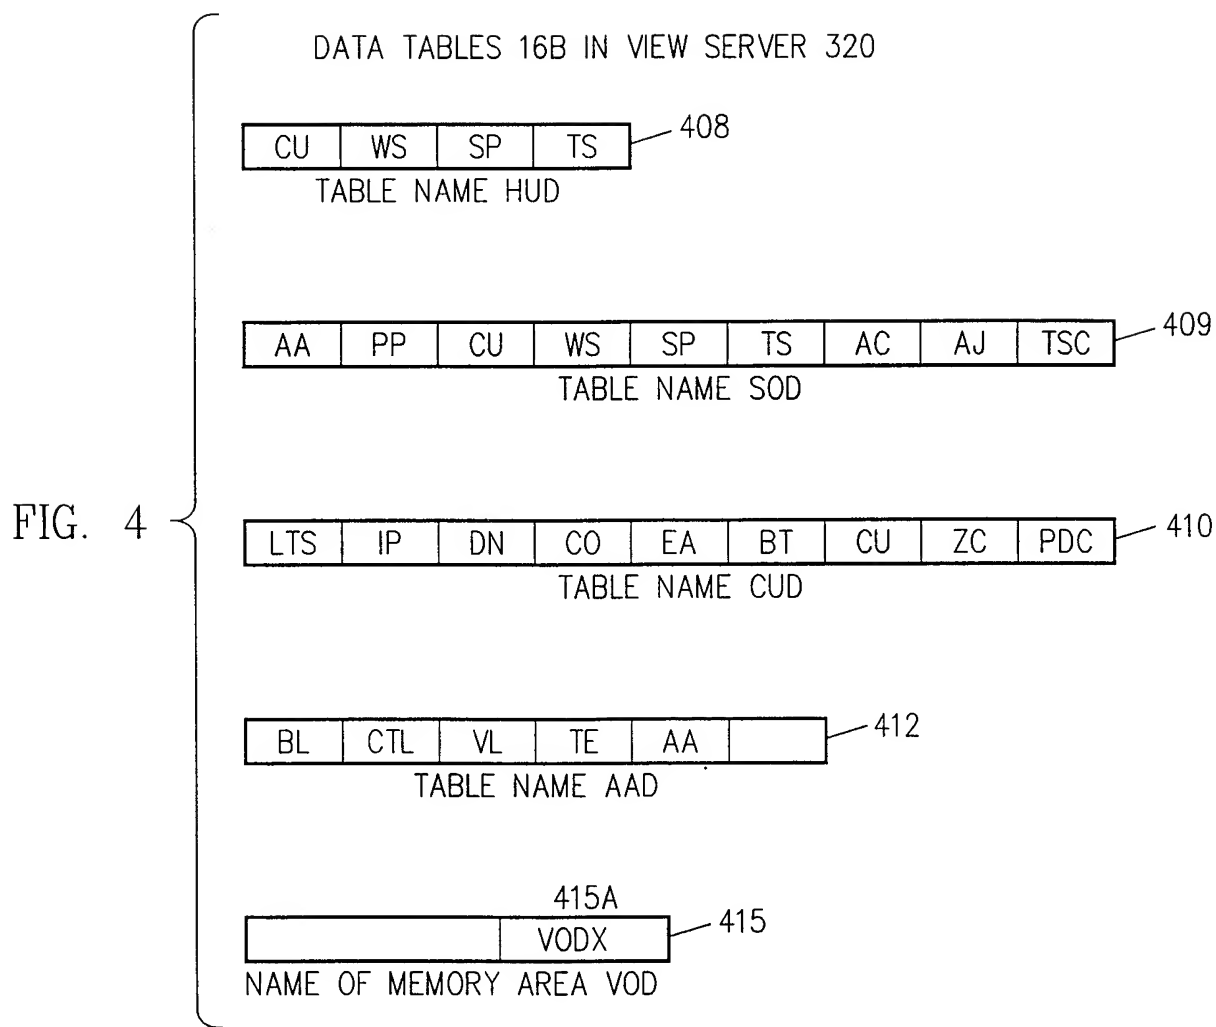 DATA TABLES 16B IN VIEW SERVER 320
CU WS SP TS 408
TABLE NAME HUD
AA PP CU WS SP TS AC AJ TSC 409
TABLE NAME SOD
FIG. 4
LTS IP DN CO EA BT CU ZC PDC 410
TABLE NAME CUD
BL CTL VL TE AA 412
TABLE NAME AAD
415A
VODX 415
NAME OF MEMORY AREA VOD